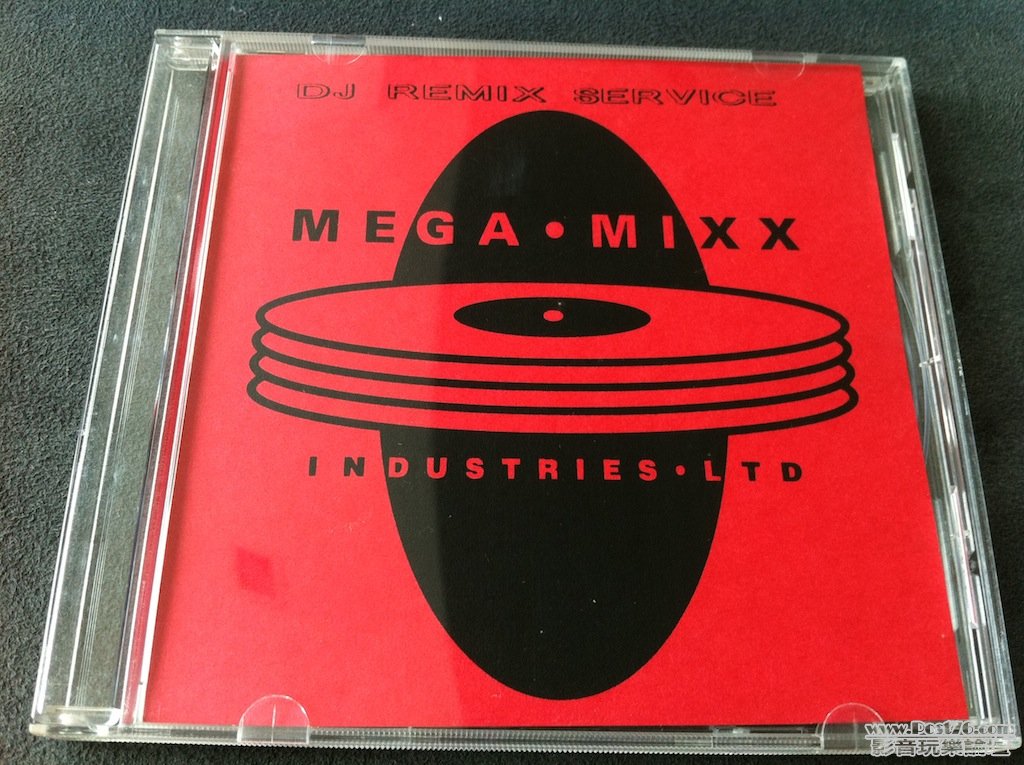 DJ REMIX SERVICE
MEGA•MIXX
INDUSTRIES•LTD
www.Post76.com
影音玩樂論壇